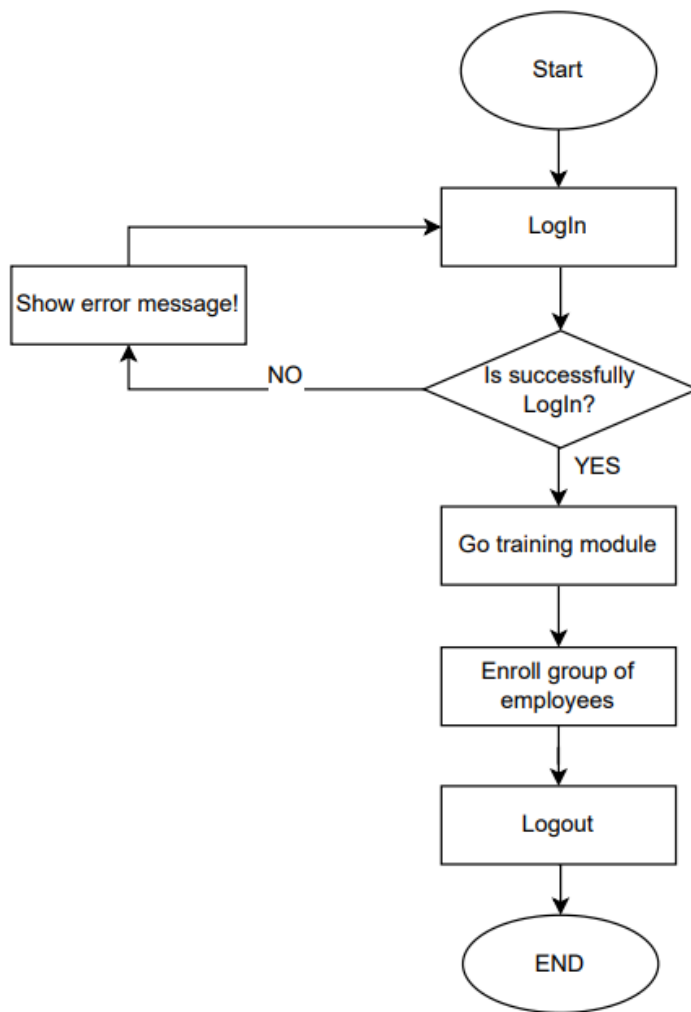 Start
LogIn
Show error message!
Is successfully
LogIn?
NO
YES
Go training module
Enroll group of
employees
Logout
END